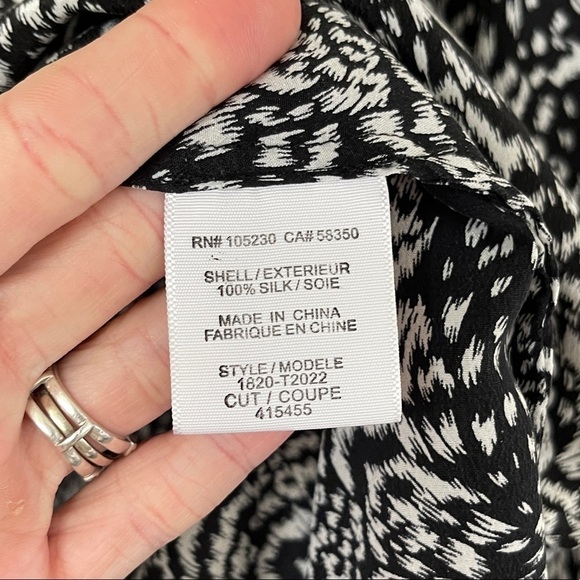 RN# 105230 CA# 58350
SHELL/EXTERIEUR
100% SILK/SOIE
MADE IN CHINA
FABRIQUE EN CHINE
STYLE/MODELE
1820-T2022
CUT/COUPE
415455